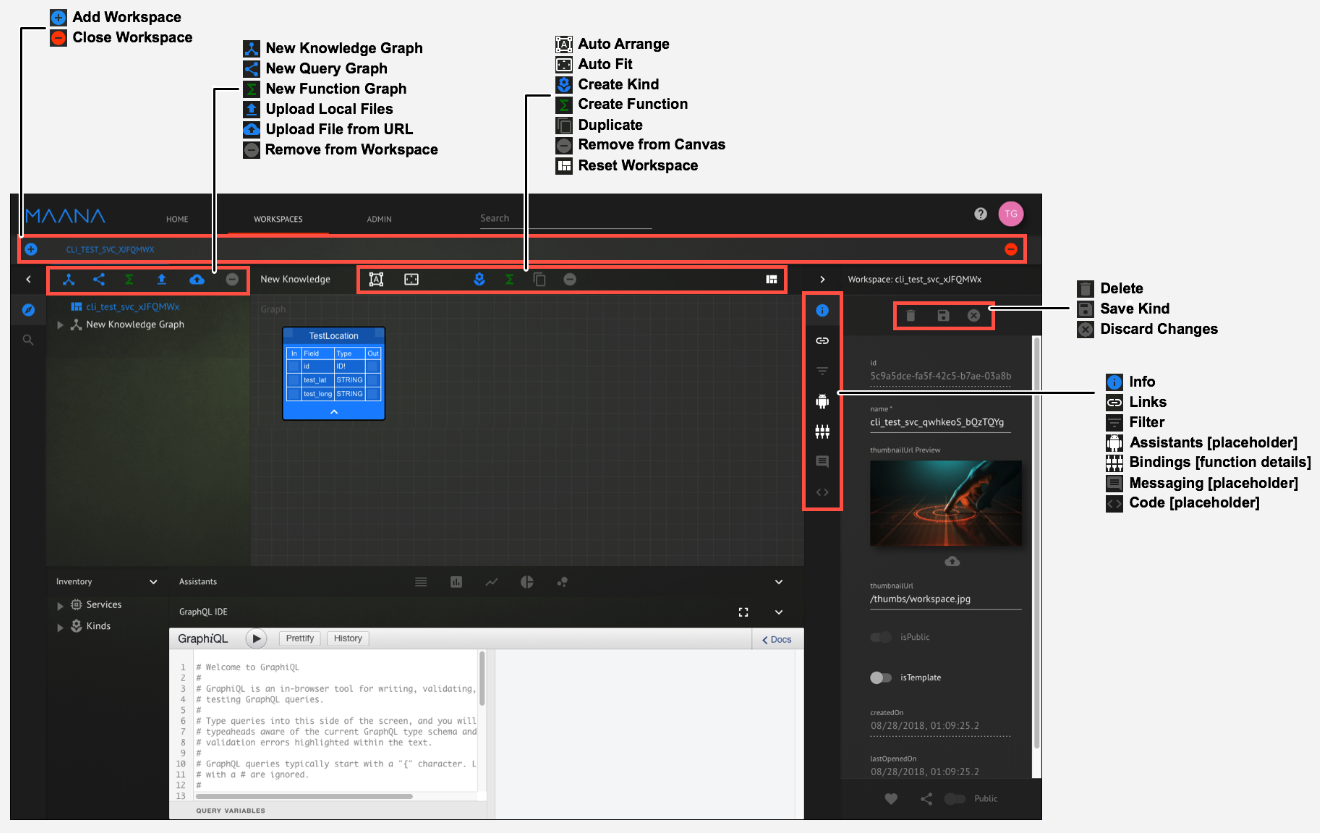 Add Workspace
Close Workspace
New Knowledge Graph
New Query Graph
New Function Graph
Upload Local Files
Upload File from URL
Remove from Workspace
Auto Arrange
Auto Fit
Create Kind
Create Function
Duplicate
Remove from Canvas
Reset Workspace
MAANA
HOME
WORKSPACES
ADMIN
Search
TG
CLI_TEST_SVC_XJFQMWX
New Knowledge
Workspace: cli_test_svc_xJFQMWx
Delete
Save Kind
Discard Changes
cli_test_svc_xJFQMWx
New Knowledge Graph
Graph
TestLocation
In Field Type Out
id ID!
test_lat STRING
test_long STRING
id
5c9a5dce-fa5f-42c5-b7ae-03a8b
name *
cli_test_svc_qwhkeoS_bQzTQYg
thumbnailUrl Preview
Info
Links
Filter
Assistants [placeholder]
Bindings [function details]
Messaging [placeholder]
Code [placeholder]
thumbnailUrl
/thumbs/workspace.jpg
isPublic
isTemplate
createdOn
08/28/2018, 01:09:25.2
lastOpenedOn
08/28/2018, 01:09:25.2
Public
Inventory
Services
Kinds
Assistants
GraphQL IDE
GraphiQL
Prettify
History
Docs
1 # Welcome to GraphiQL
2 #
3 # GraphiQL is an in-browser tool for writing, validating,
4 # testing GraphQL queries.
5 #
6 # Type queries into this side of the screen, and you will
7 # typeaheads aware of the current GraphQL type schema and
8 # validation errors highlighted within the text.
9 #
10 # GraphQL queries typically start with a "{" character. L
11 # with a # are ignored.
12 #
13
QUERY VARIABLES